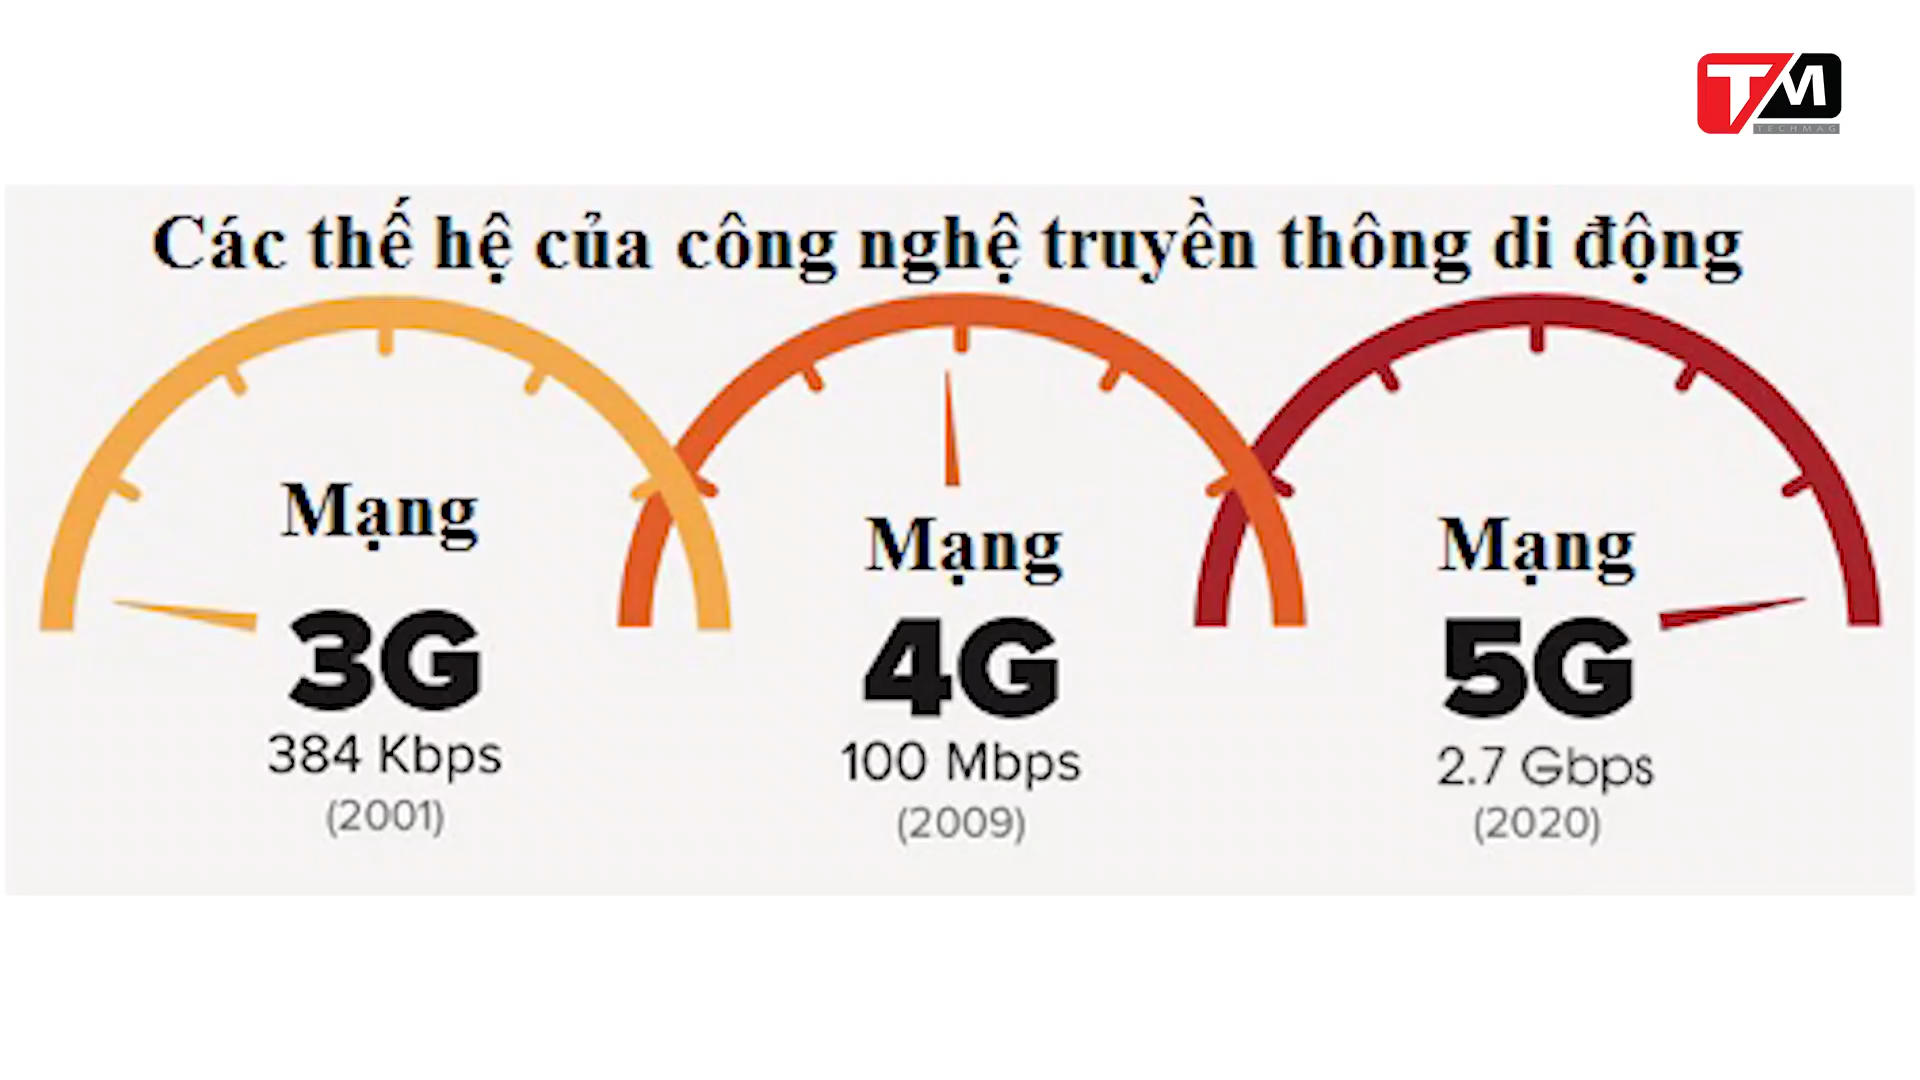 TM
TECHMAG
Các thế hệ của công nghệ truyền thông di động
Mạng
3G
384 Kbps
(2001)
Mạng
4G
100 Mbps
(2009)
Mạng
5G
2.7 Gbps
(2020)